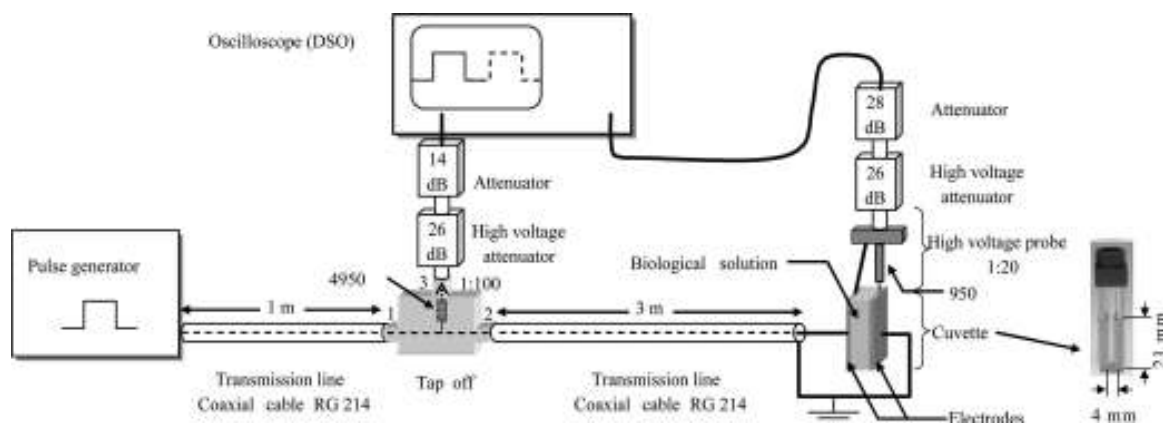 Oscilloscope (DSO)
28
dB
Attenuator
14
dB
Attenuator
26
dB
High voltage
attenuator
26
dB
High voltage
attenuator
High voltage probe
1:20
Pulse generator
Biological solution
4950
3
1:100
950
1 m
1
2
3 m
Cuvette
21 mm
Transmission line
Coaxial cable RG 214
Tap off
Transmission line
Coaxial cable RG 214
Electrodes
4 mm